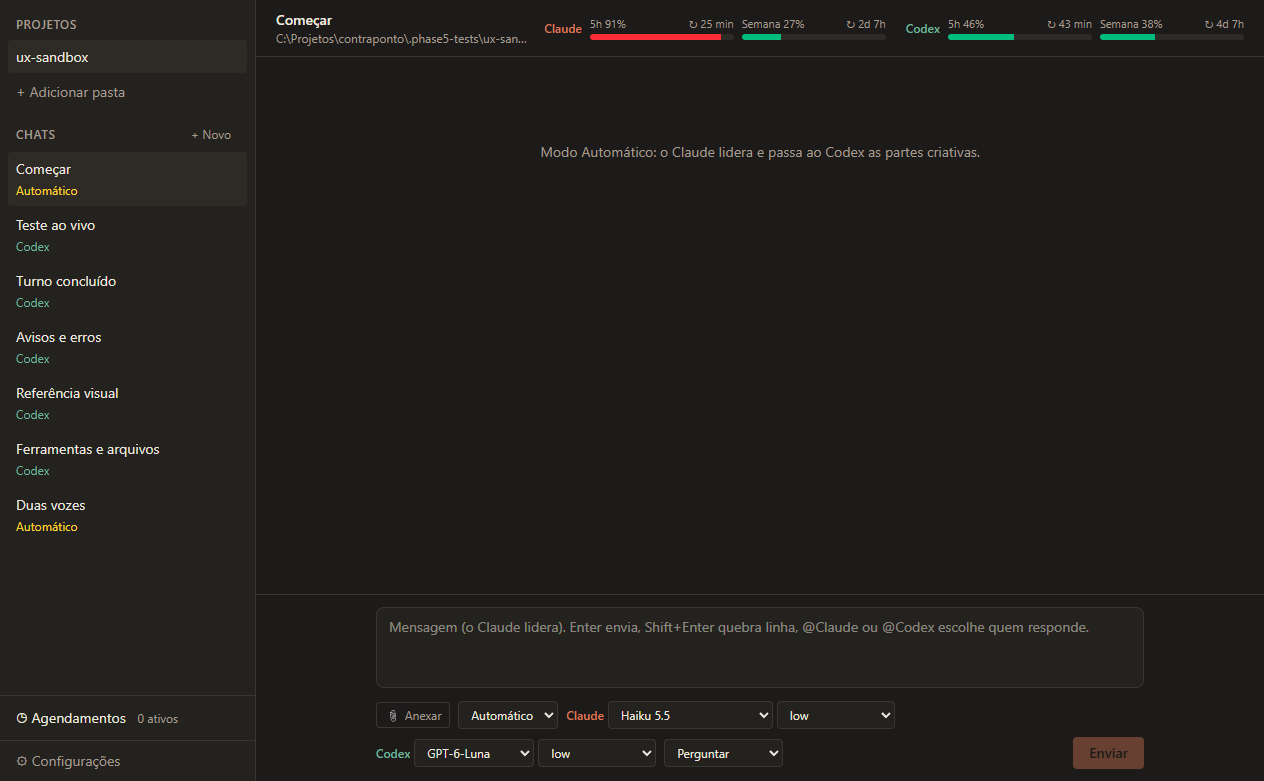 PROJETOS
ux-sandbox
+ Adicionar pasta
CHATS
+ Novo
Começar
Automático
Teste ao vivo
Codex
Turno concluído
Codex
Avisos e erros
Codex
Referência visual
Codex
Ferramentas e arquivos
Codex
Duas vozes
Automático
Agendamentos 0 ativos
Configurações
Começar
C:\Projetos\contraponto\.phase5-tests\ux-san...
Claude
5h 91% ↻ 25 min
Semana 27% ↻ 2d 7h
Codex
5h 46% ↻ 43 min
Semana 38% ↻ 4d 7h
Modo Automático: o Claude lidera e passa ao Codex as partes criativas.
Mensagem (o Claude lidera). Enter envia, Shift+Enter quebra linha, @Claude ou @Codex escolhe quem responde.
Anexar Automático Claude Haiku 5.5 low
Codex GPT-6-Luna low Perguntar
Enviar